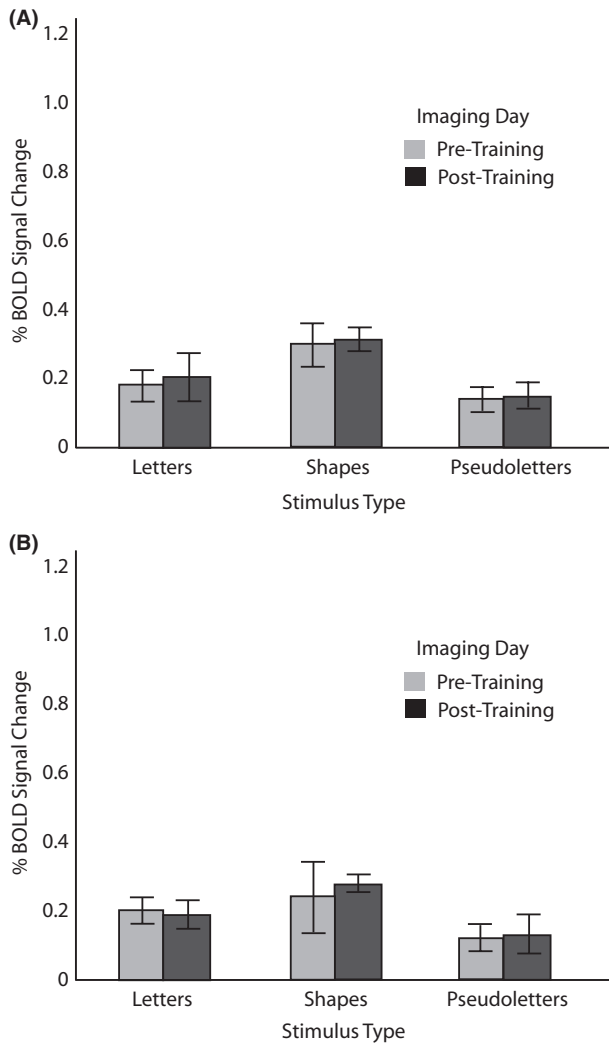 (A)
1.2
1.0
0.8
0.6
0.4
0.2
0
% BOLD Signal Change
Imaging Day
Pre-Training
Post-Training
Letters Shapes Pseudoletters
Stimulus Type
(B)
1.2
1.0
0.8
0.6
0.4
0.2
0
% BOLD Signal Change
Imaging Day
Pre-Training
Post-Training
Letters Shapes Pseudoletters
Stimulus Type